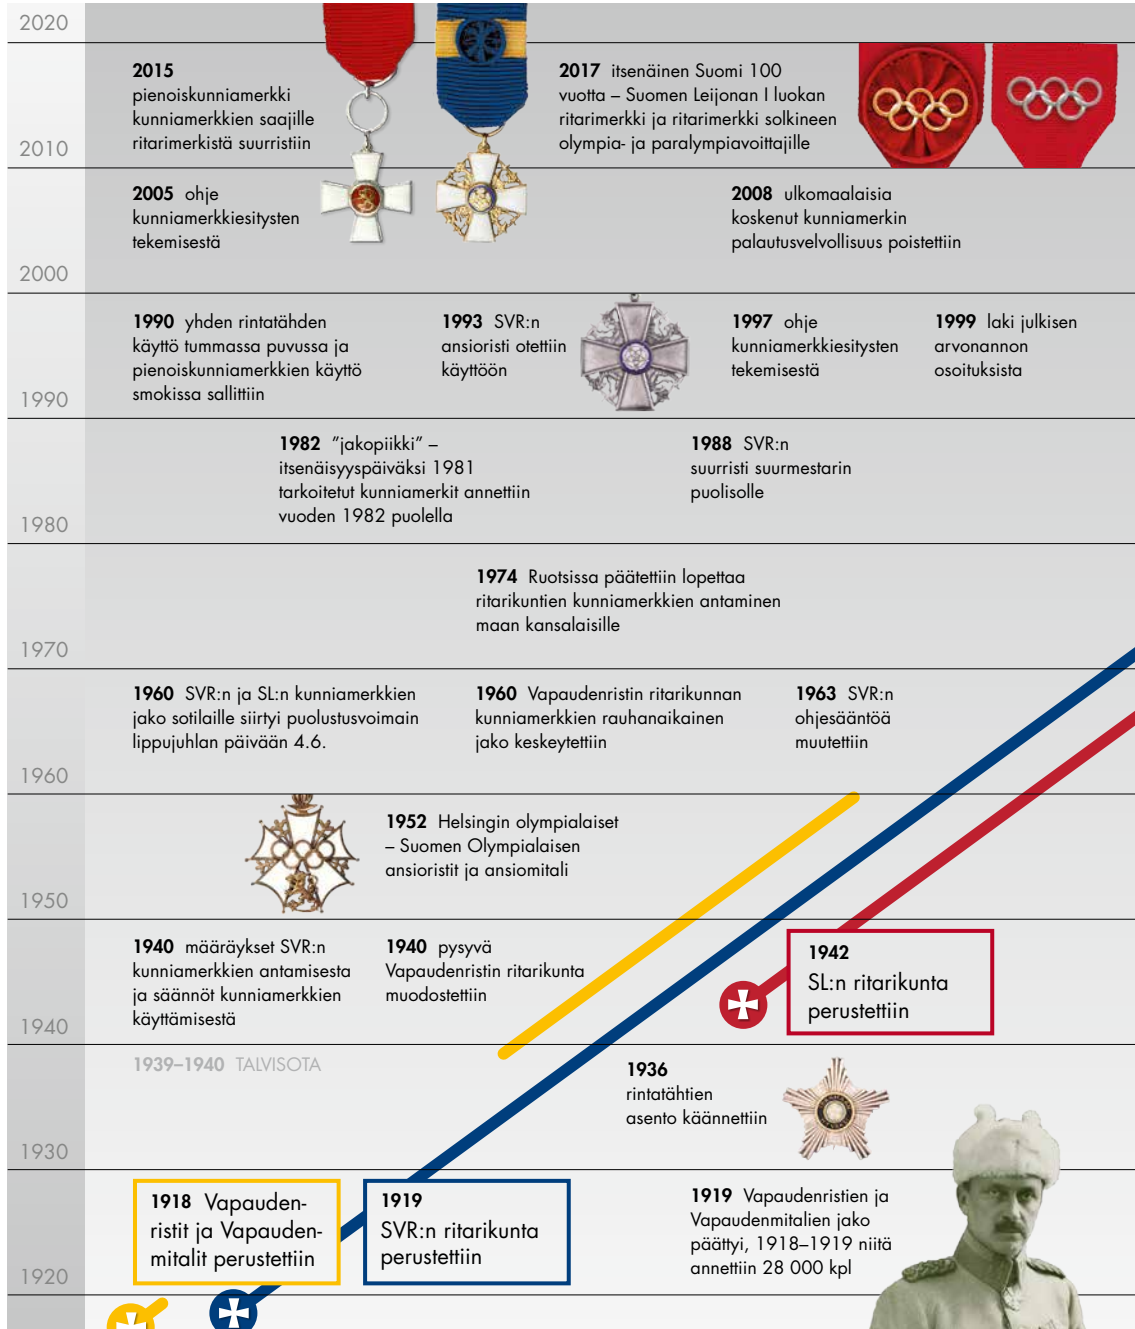 2020
2015
pienoiskunniamerkki
kunniamerkkien saajille
ritarimerkistä suurristiin
2017 itsenäinen Suomi 100
vuotta – Suomen Leijonan I luokan
ritarimerkki ja ritarimerkki solkineen
olympia- ja paralympiavoittajille
2010
2005 ohje
kunniamerkkiesitysten
tekemisestä
2008 ulkomaalaisia
koskenut kunniamerkin
palautusvelvollisuus poistettiin
2000
1990 yhden rintatähden
käyttö tummassa puvussa ja
pienoiskunniamerkkien käyttö
smokissa sallittiin
1993 SVR:n
ansioristi otettiin
käyttöön
1997 ohje
kunniamerkkiesitysten
tekemisestä
1999 laki julkisen
arvonannon
osoituksista
1990
1982 ”jakopiikki” –
itsenäisyyspäiväksi 1981
tarkoitetut kunniamerkit annettiin
vuoden 1982 puolella
1988 SVR:n
suurristi suurmestarin
puolisolle
1980
1974 Ruotsissa päätettiin lopettaa
ritarikuntien kunniamerkkien antaminen
maan kansalaisille
1970
1960 SVR:n ja SL:n kunniamerkkien
jako sotilaille siirtyi puolustusvoimain
lippujuhlan päivään 4.6.
1960 Vapaudenristin ritarikunnan
kunniamerkkien rauhanaikainen
jako keskeytettiin
1963 SVR:n
ohjesääntöä
muutettiin
1960
1952 Helsingin olympialaiset
– Suomen Olympialaisen
ansioristit ja ansiomitali
1950
1940 määräykset SVR:n
kunniamerkkien antamisesta
ja säännöt kunniamerkkien
käyttämisestä
1940 pysyvä
Vapaudenristin ritarikunta
muodostettiin
1942
SL:n ritarikunta
perustettiin
1940
1939–1940 TALVISOTA
1936
rintatähtien
asento käännettiin
1930
1918 Vapauden-
ristit ja Vapauden-
mitalit perustettiin
1919
SVR:n ritarikunta
perustettiin
1919 Vapaudenristien ja
Vapaudenmitalien jako
päättyi, 1918–1919 niitä
annettiin 28 000 kpl
1920